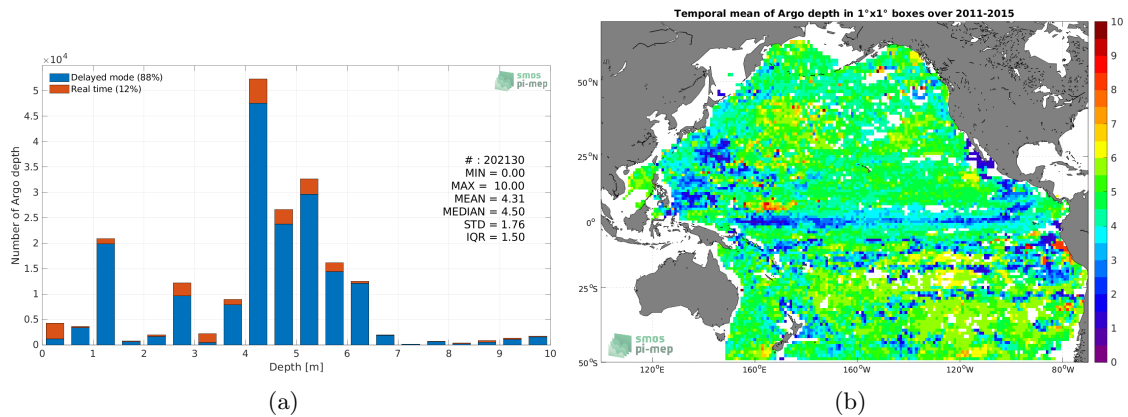 ×10⁴
Delayed mode (88%)
Real time (12%)
smos
pi-mep
# : 202130
MIN = 0.00
MAX = 10.00
MEAN = 4.31
MEDIAN = 4.50
STD = 1.76
IQR = 1.50
Number of Argo depth
5
4.5
4
3.5
3
2.5
2
1.5
1
0.5
0
0 1 2 3 4 5 6 7 8 9 10
Depth [m]
(a)
Temporal mean of Argo depth in 1°x1° boxes over 2011-2015
50°N
25°N
0°
25°S
50°S
120°E
160°E
160°W
120°W
80°W
smos
pi-mep
10
9
8
7
6
5
4
3
2
1
0
(b)